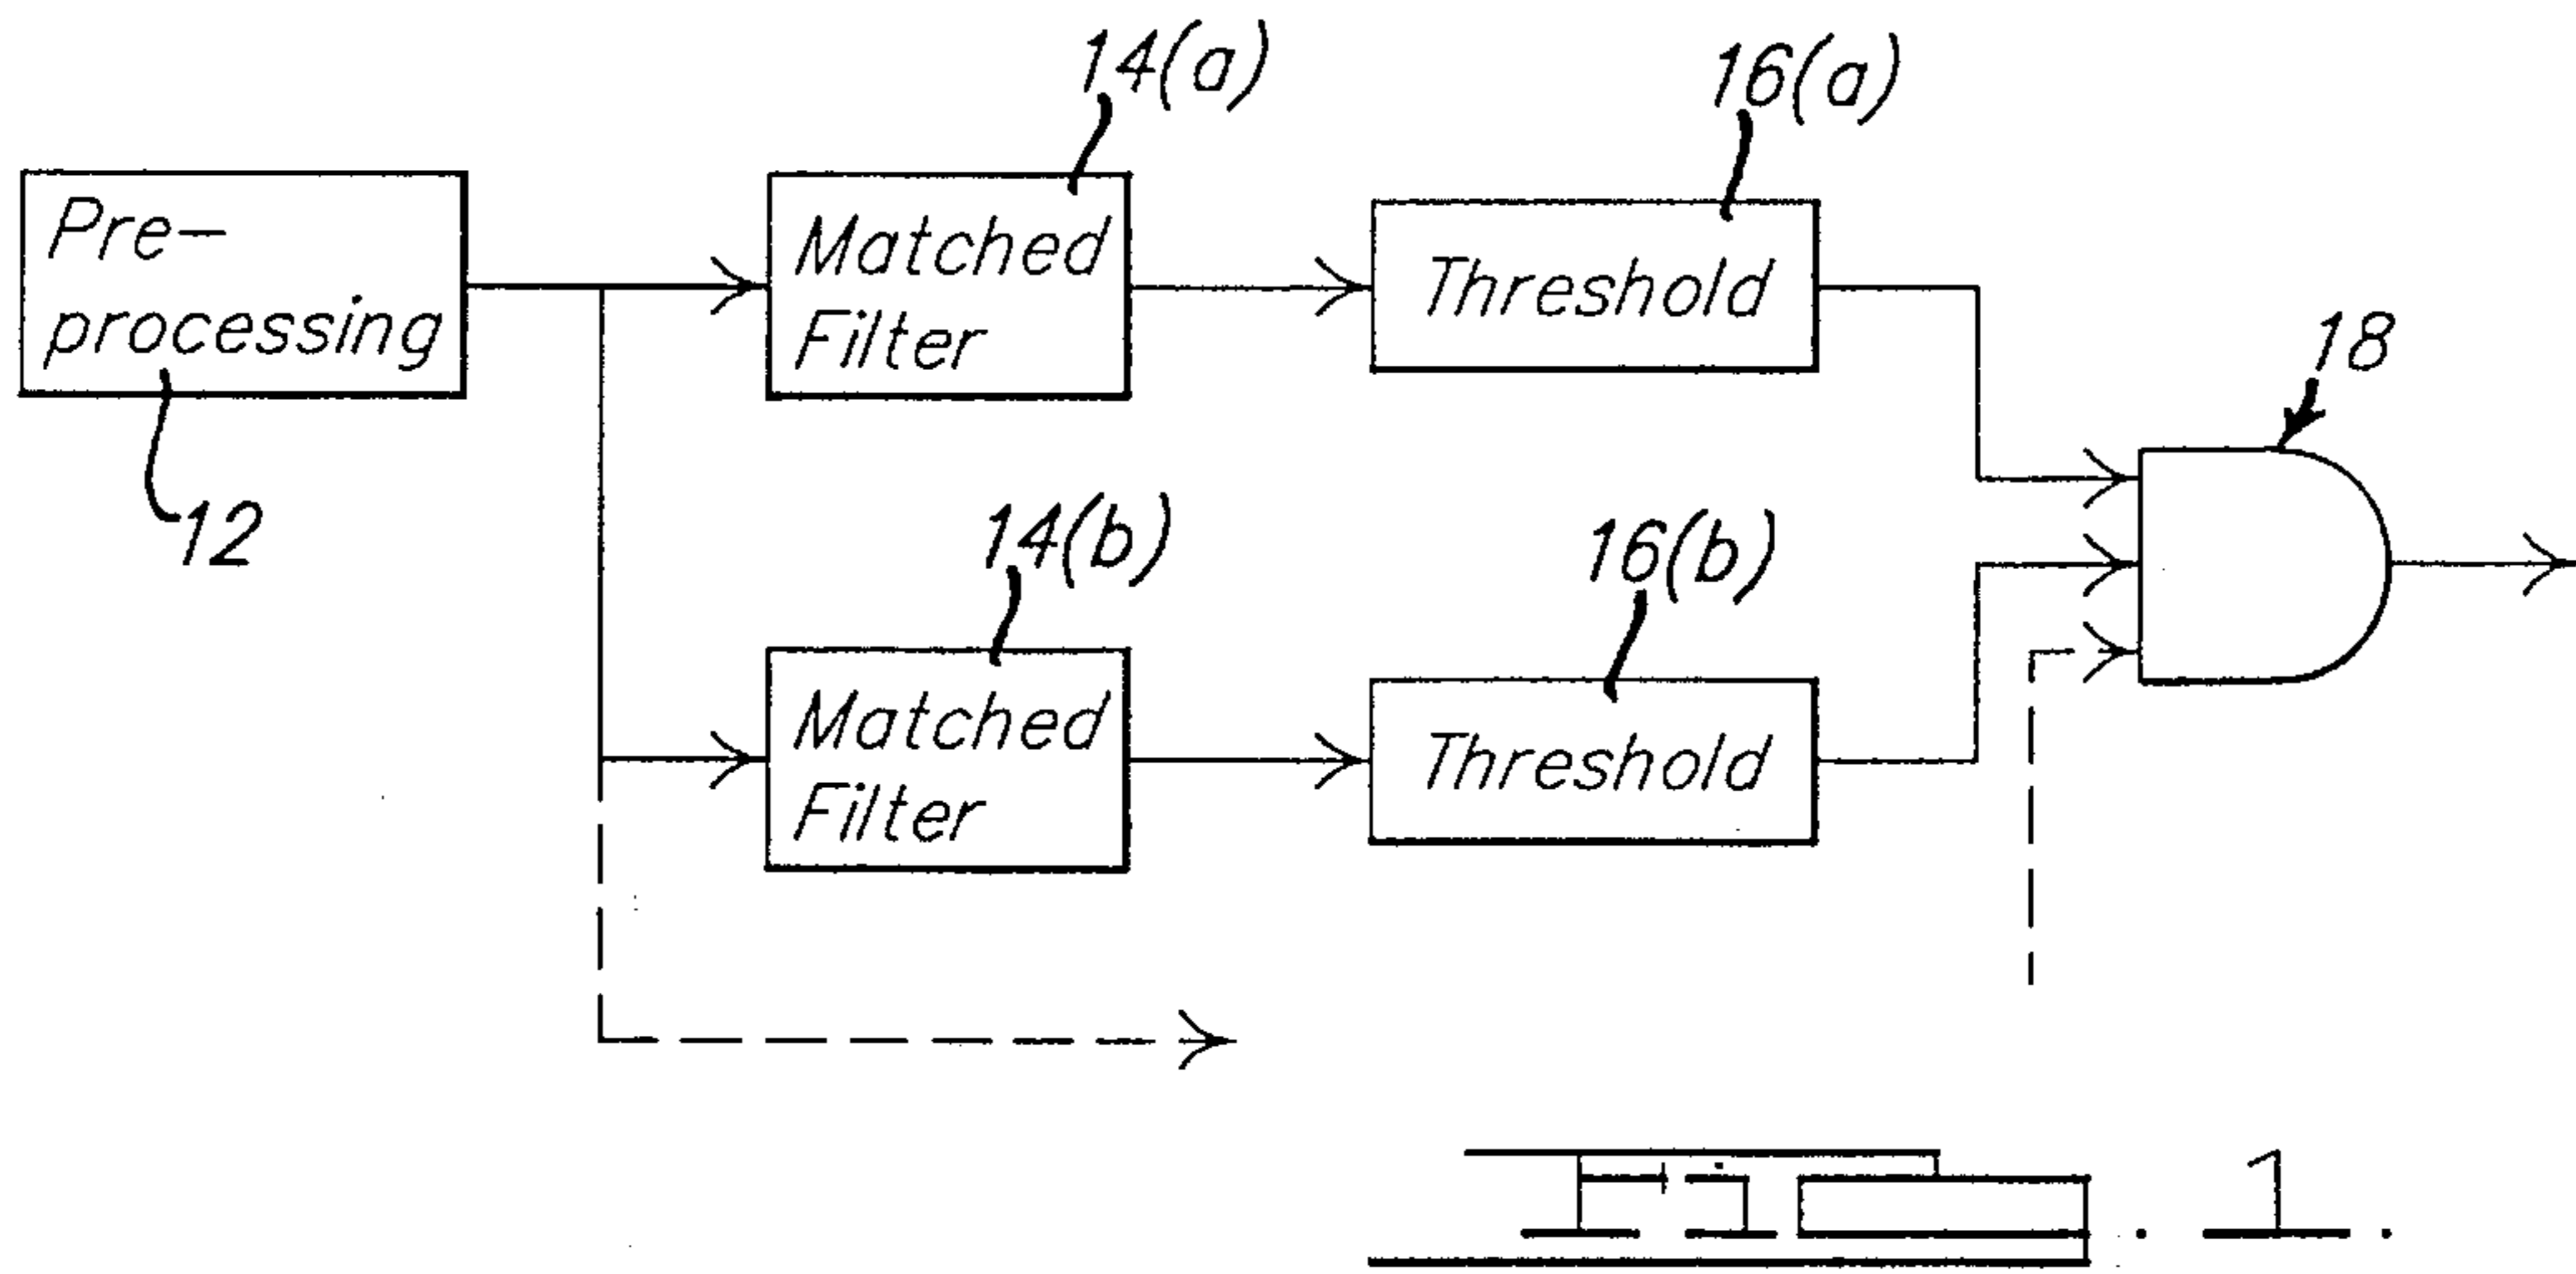 14(a)
16(a)
Pre-
processing
Matched
Filter
Threshold
18
12
14(b)
16(b)
Matched
Filter
Threshold
Fig. 1.